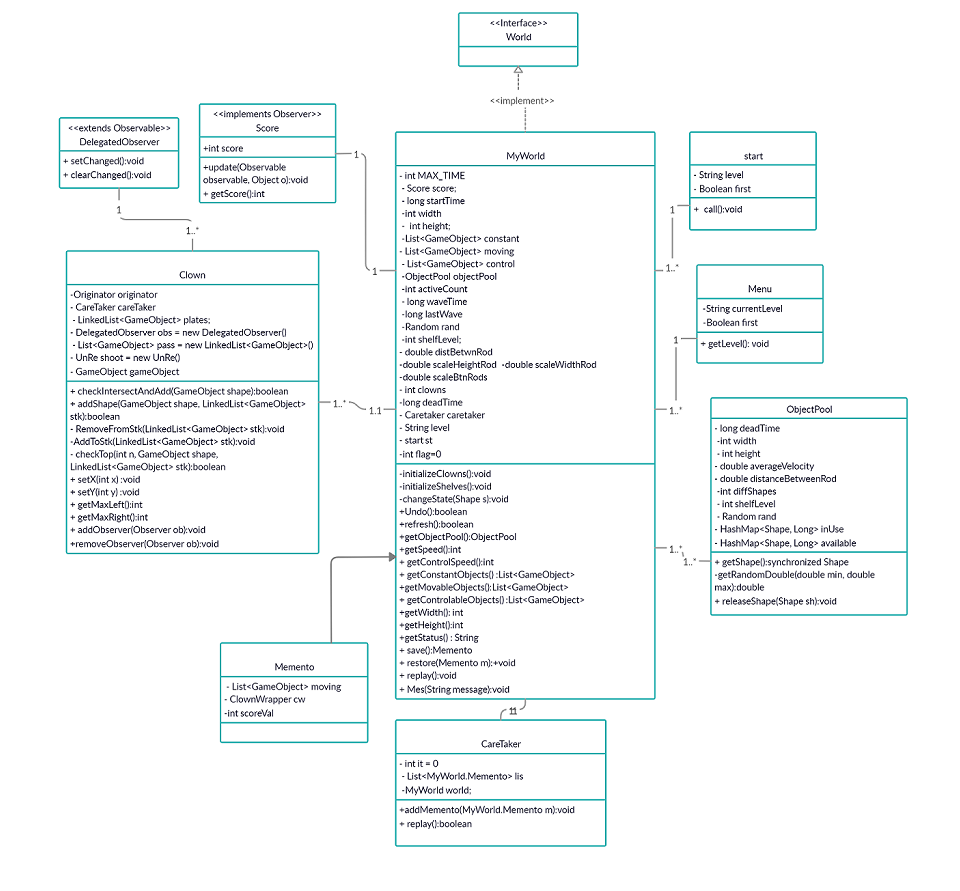 <<Interface>>
World
<<implement>>
<<extends Observable>>
DelegatedObserver
+ setChanged():void
+ clearChanged():void
1
1..*
<<implements Observer>>
Score
+int score
+update(Observable
observable, Object o):void
+ getScore():int
1
1
Clown
-Originator originator
- CareTaker careTaker
- LinkedList<GameObject> plates;
- DelegatedObserver obs = new DelegatedObserver()
- List<GameObject> pass = new LinkedList<GameObject>()
- UnRe shoot = new UnRe()
- GameObject gameObject
+ checkIntersectAndAdd(GameObject shape):boolean
+ addShape(GameObject shape, LinkedList<GameObject>
stk):boolean
- RemoveFromStk(LinkedList<GameObject> stk):void
-AddToStk(LinkedList<GameObject> stk):void
- checkTop(int n, GameObject shape,
LinkedList<GameObject> stk):boolean
+ setX(int x) :void
+ setY(int y) :void
+ getMaxLeft():int
+ getMaxRight():int
+ addObserver(Observer ob):void
+removeObserver(Observer ob):void
1..*
1.1
MyWorld
- int MAX_TIME
- Score score;
- long startTime
-int width
- int height;
-List<GameObject> constant
- List<GameObject> moving
- List<GameObject> control
-ObjectPool objectPool
-int activeCount
- long waveTime
-long lastWave
-Random rand
-int shelfLevel;
- double distBetwnRod
-double scaleHeightRod -double scaleWidthRod
-double scaleBtnRods
- int clowns
-long deadTime
- Caretaker caretaker
- String level
- start st
-int flag=0
-initializeClowns():void
-initializeShelves():void
-changeState(Shape s):void
+Undo():boolean
+refresh():boolean
+getObjectPool():ObjectPool
+getSpeed():int
+ getControlSpeed():int
+ getConstantObjects() :List<GameObject>
+getMovableObjects():List<GameObject>
+ getControlableObjects() :List<GameObject>
+getWidth(): int
+getHeight():int
+getStatus() : String
+ save():Memento
+ restore(Memento m):+void
+ replay():void
+ Mes(String message):void
start
- String level
- Boolean first
+ call():void
1
1..*
Menu
-String currentLevel
-Boolean first
+ getLevel(): void
1
1..*
ObjectPool
- long deadTime
-int width
- int height
- double averageVelocity
- double distanceBetweenRod
-int diffShapes
- int shelfLevel
- Random rand
- HashMap<Shape, Long> inUse
- HashMap<Shape, Long> available
+ getShape():synchronized Shape
-getRandomDouble(double min, double
max):double
+ releaseShape(Shape sh):void
1..*
1..*
Memento
- List<GameObject> moving
- ClownWrapper cw
-int scoreVal
11
CareTaker
- int it = 0
- List<MyWorld.Memento> lis
-MyWorld world;
+addMemento(MyWorld.Memento m):void
+ replay():boolean